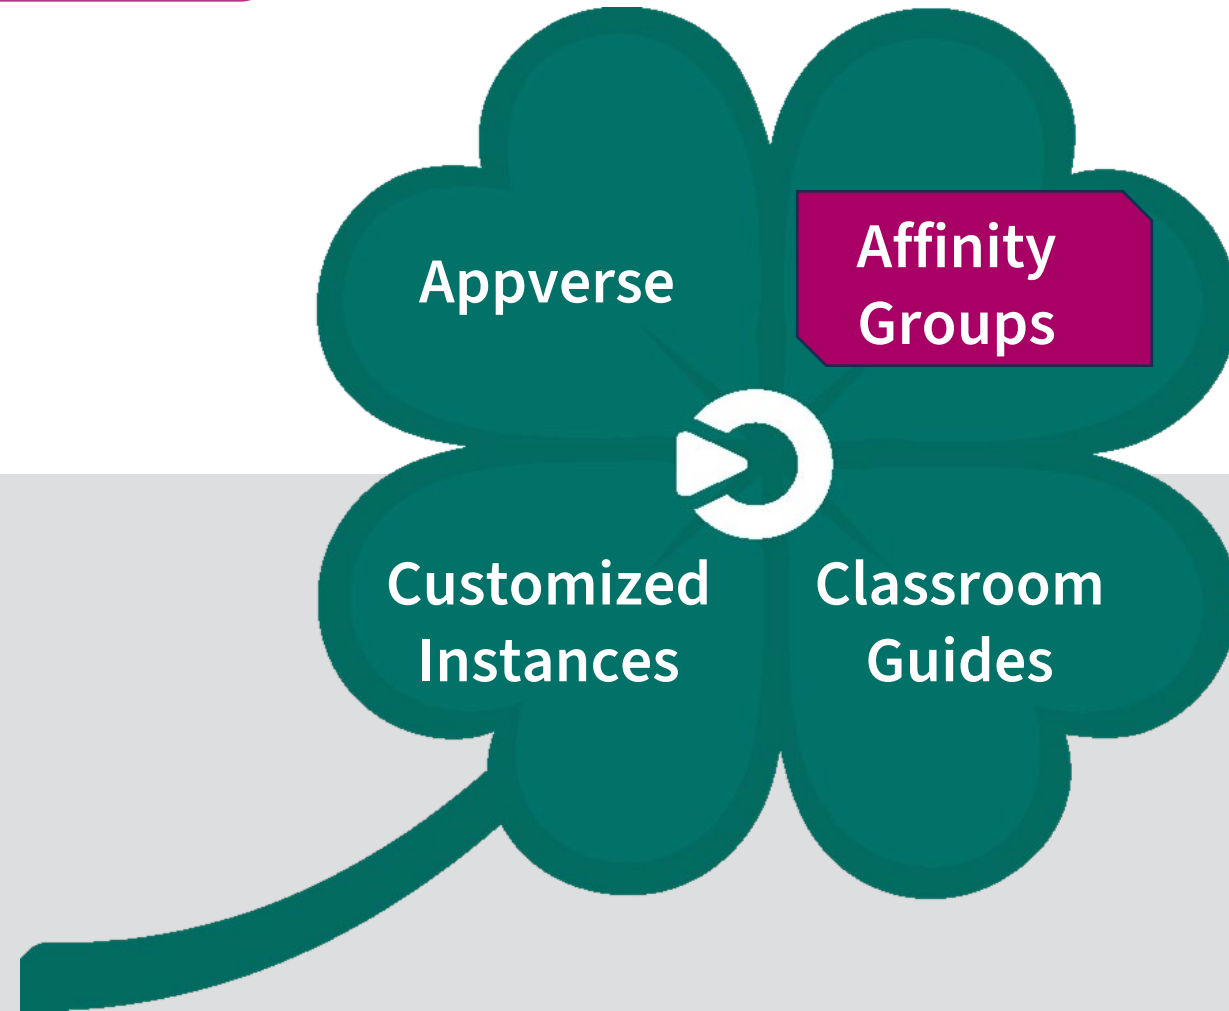 Appverse
Affinity
Groups
Customized
Instances
Classroom
Guides